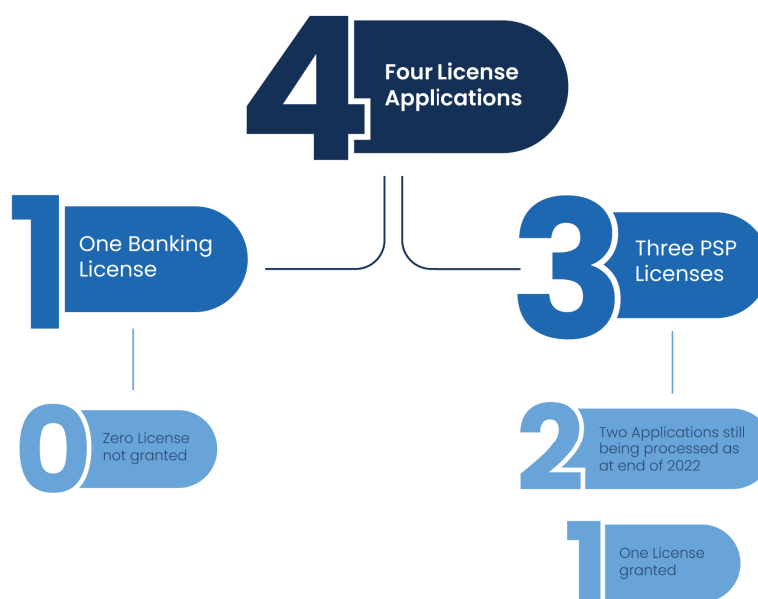 4
Four License
Applications
1
One Banking
License
3
Three PSP
Licenses
0
Zero License
not granted
2
Two Applications still
being processed as
at end of 2022
1
One License
granted